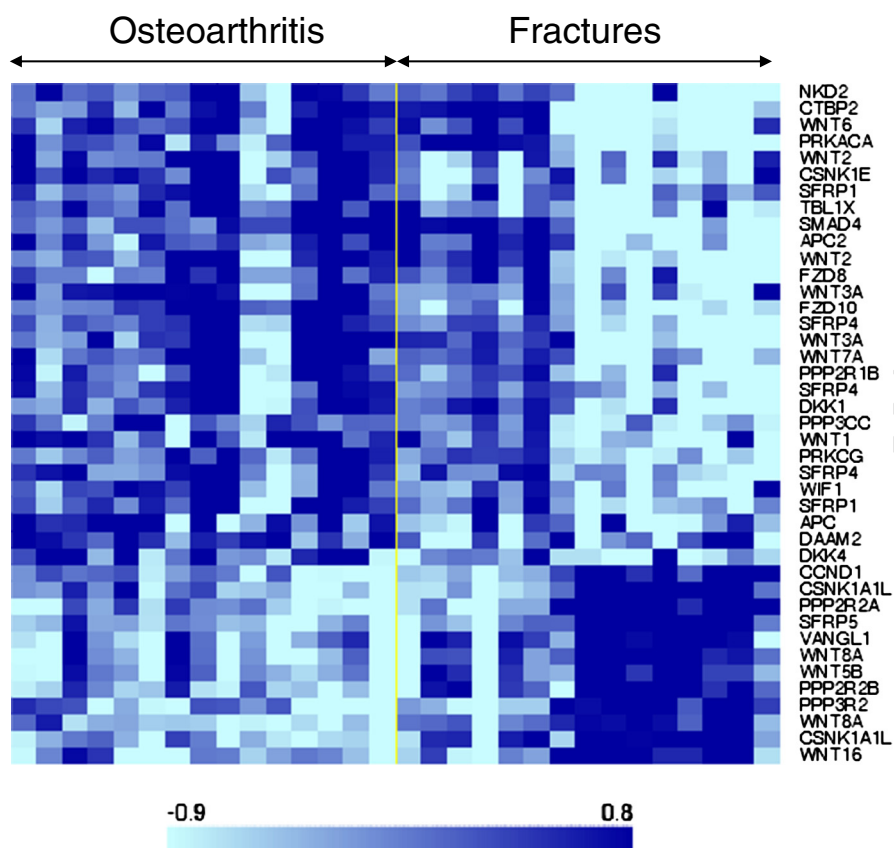 Osteoarthritis Fractures
NKD2
CTBP2
WNT6
PRKACA
WNT2
CSNK1E
SFRP1
TBL1X
SMAD4
APC2
WNT2
FZD8
WNT3A
FZD10
SFRP4
WNT3A
WNT7A
PPP2R1B
SFRP4
DKK1
PPP3CC
WNT1
PRKCG
SFRP4
WIF1
SFRP1
APC
DAAM2
DKK4
CCND1
CSNK1A1L
PPP2R2A
SFRP5
VANGL1
WNT8A
WNT5B
PPP2R2B
PPP3R2
WNT8A
CSNK1A1L
WNT16
-0.9 0.8